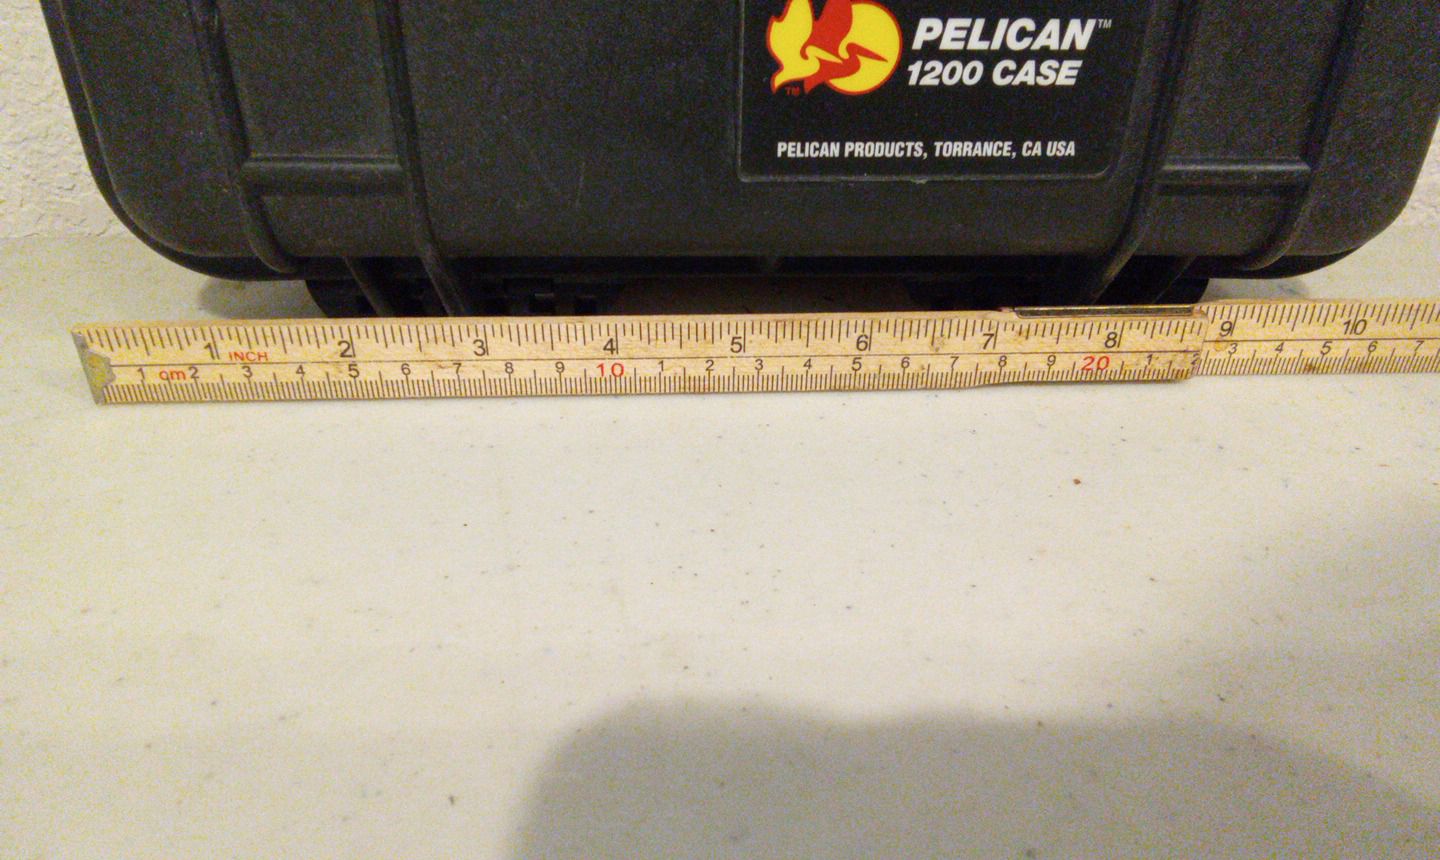 PELICAN™
1200 CASE
TM
PELICAN PRODUCTS, TORRANCE, CA USA
1 INCH 2 3 4 5 6 7 8 9 10
1 cm 2 3 4 5 6 7 8 9 10 1 2 3 4 5 6 7 8 9 20 1 2 3 4 5 6 7